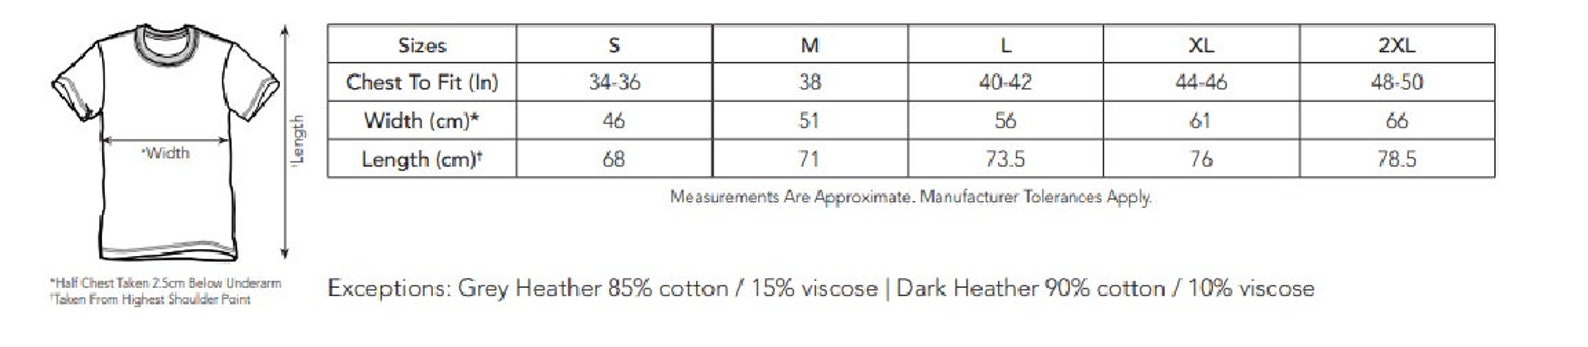 Sizes S M L XL 2XL
Chest To Fit (In) 34-36 38 40-42 44-46 48-50
Width (cm)* 46 51 56 61 66
Length (cm)† 68 71 73.5 76 78.5
*Width
†Length
Measurements Are Approximate. Manufacturer Tolerances Apply.
*Half Chest Taken 2.5cm Below Underarm
†Taken From Highest Shoulder Point
Exceptions: Grey Heather 85% cotton / 15% viscose | Dark Heather 90% cotton / 10% viscose